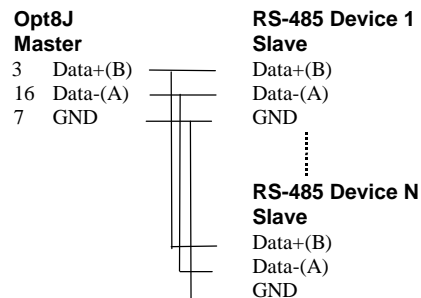 Opt8J
Master
3 Data+(B)
16 Data-(A)
7 GND
RS-485 Device 1
Slave
Data+(B)
Data-(A)
GND
RS-485 Device N
Slave
Data+(B)
Data-(A)
GND